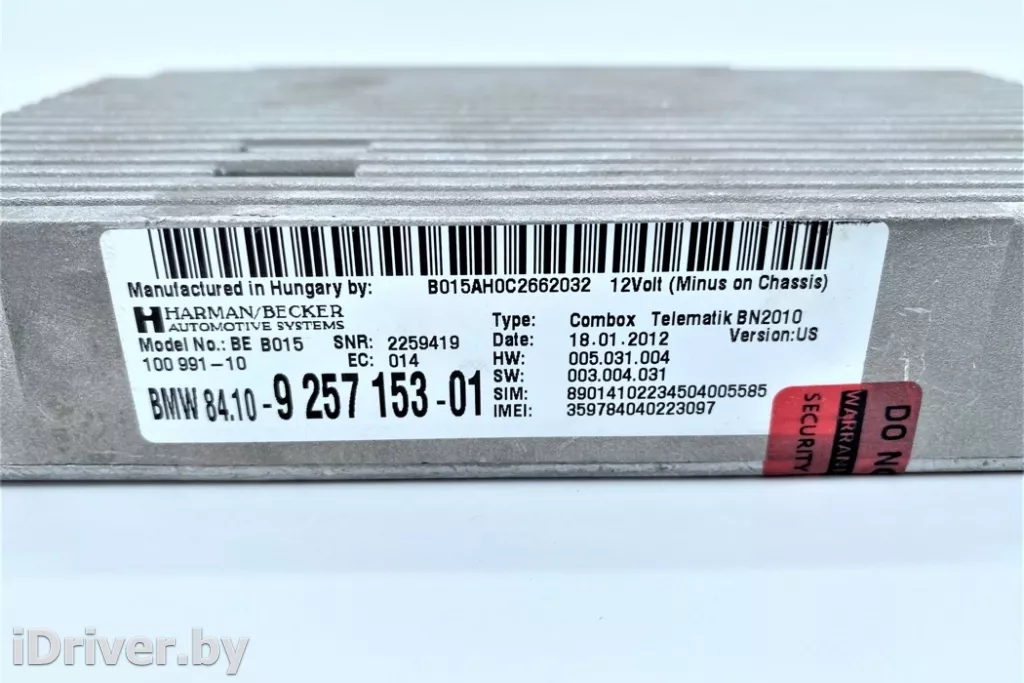 Manufactured in Hungary by: B015AH0C2662032 12Volt (Minus on Chassis)
HARMAN/BECKER
AUTOMOTIVE SYSTEMS
Model No.: BE B015 SNR: 2259419
100 991-10 EC: 014
BMW 84.10-9 257 153-01
Type: Combox Telematik BN2010
Date: 18.01.2012 Version:US
HW: 005.031.004
SW: 003.004.031
SIM: 89014102234504005585
IMEI: 359784040223097
DO
SECURITY
iDriver.by